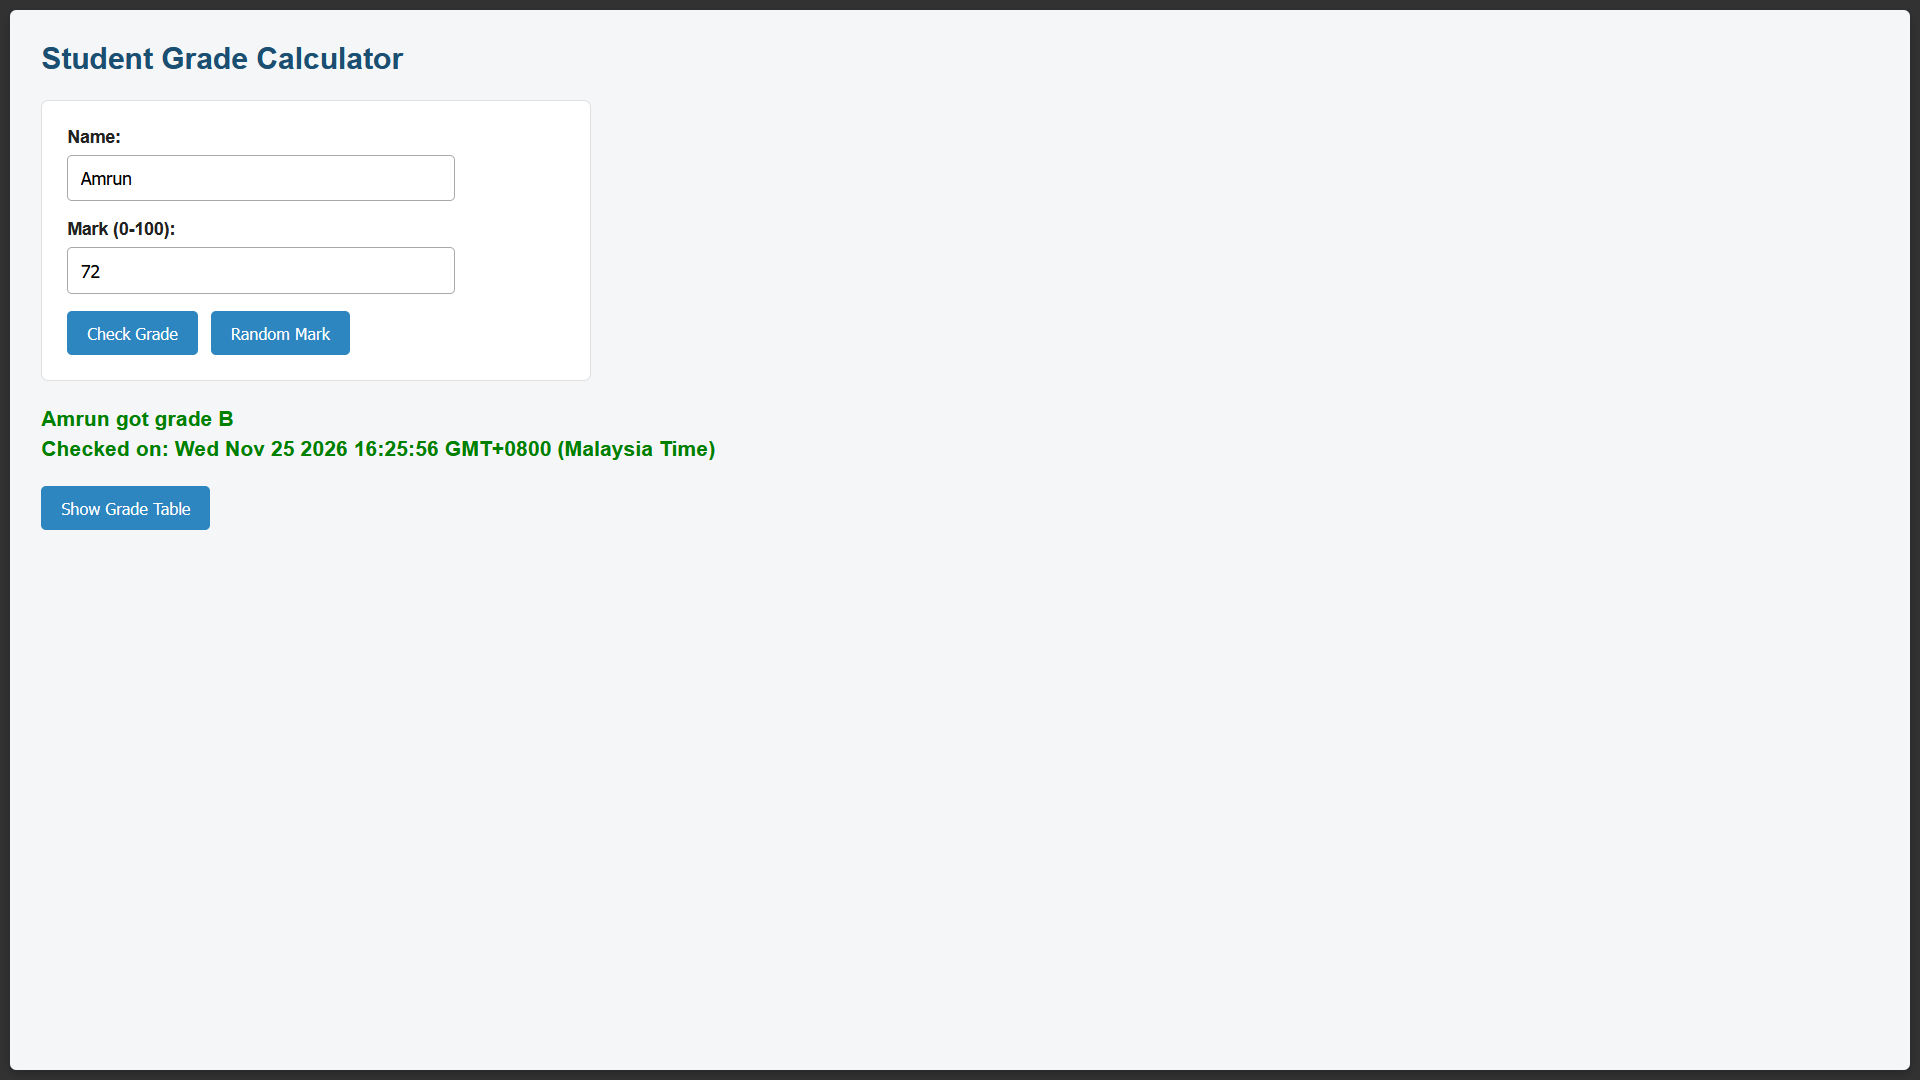 Student Grade Calculator
Name:
Amrun
Mark (0-100):
72
Check Grade
Random Mark
Amrun got grade B
Checked on: Wed Nov 25 2026 16:25:56 GMT+0800 (Malaysia Time)
Show Grade Table